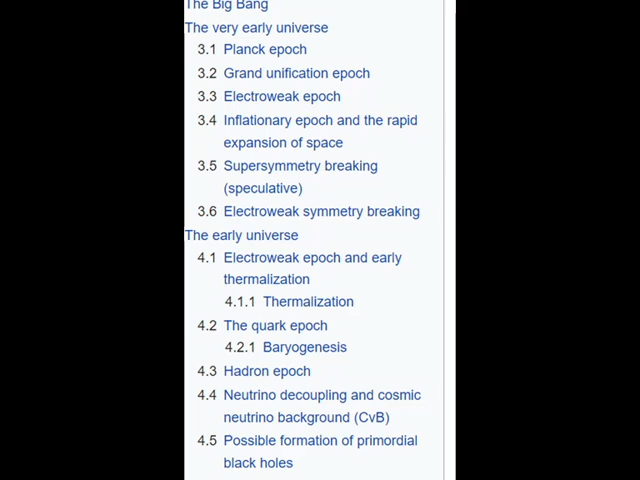 The Big Bang
The very early universe
3.1 Planck epoch
3.2 Grand unification epoch
3.3 Electroweak epoch
3.4 Inflationary epoch and the rapid
expansion of space
3.5 Supersymmetry breaking
(speculative)
3.6 Electroweak symmetry breaking
The early universe
4.1 Electroweak epoch and early
thermalization
4.1.1 Thermalization
4.2 The quark epoch
4.2.1 Baryogenesis
4.3 Hadron epoch
4.4 Neutrino decoupling and cosmic
neutrino background (CνB)
4.5 Possible formation of primordial
black holes